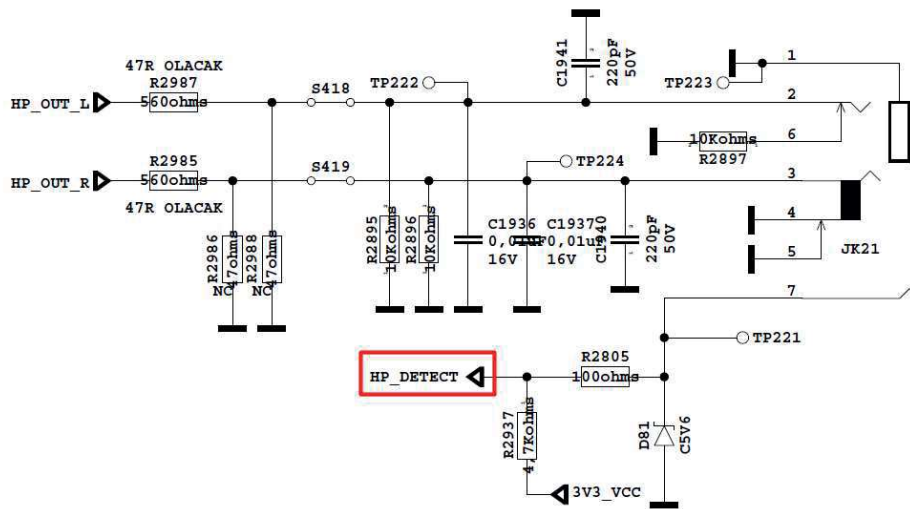 47R OLACAK
R2987
HP_OUT_L
560ohms
S418
TP222
C1941
220pF
50V
TP223
1
2
10Kohms
R2897
6
R2985
HP_OUT_R
560ohms
S419
TP224
3
47R OLACAK
R2986
47ohms
NC
R2988
47ohms
NC
R2895
10Kohms
R2896
10Kohms
C1936
0,01uF
16V
C1937
0,01uF
16V
C1940
220pF
50V
4
5
JK21
7
TP221
R2805
HP_DETECT
100ohms
R2937
4,7Kohms
D81
C5V6
3V3_VCC